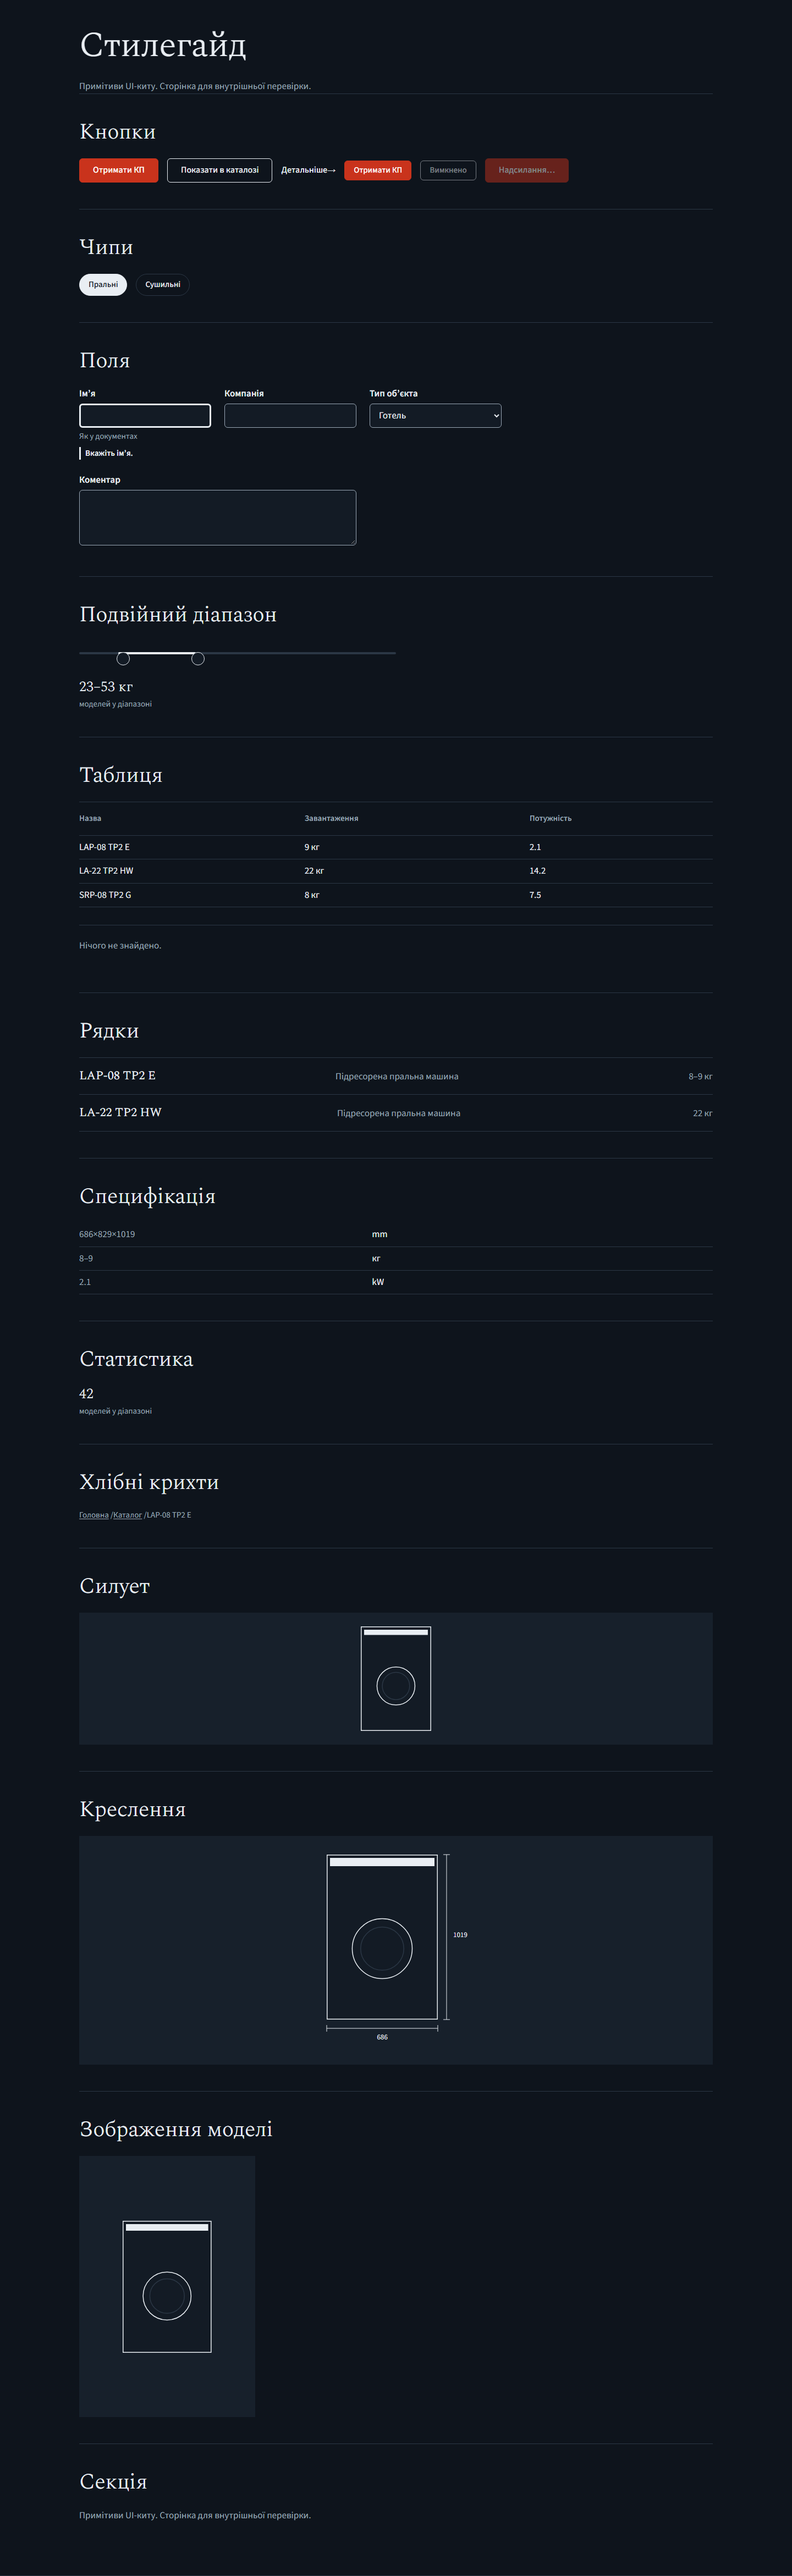 Стилегайд
Примітиви UI-киту. Сторінка для внутрішньої перевірки.
Кнопки
Отримати КП Показати в каталозі Детальніше→ Отримати КП Вимкнено Надсилання…
Чипи
Пральні Сушильні
Поля
Ім'я Компанія Тип об'єкта
Готель
Як у документах
Вкажіть ім'я.
Коментар
Подвійний діапазон
23–53 кг
моделей у діапазоні
Таблиця
Назва Завантаження Потужність
LAP-08 TP2 E 9 кг 2.1
LA-22 TP2 HW 22 кг 14.2
SRP-08 TP2 G 8 кг 7.5
Нічого не знайдено.
Рядки
LAP-08 TP2 E Підресорена пральна машина 8–9 кг
LA-22 TP2 HW Підресорена пральна машина 22 кг
Специфікація
686×829×1019 mm
8–9 кг
2.1 kW
Статистика
42
моделей у діапазоні
Хлібні крихти
Головна /Каталог /LAP-08 TP2 E
Силует
Креслення
1019
686
Зображення моделі
Секція
Примітиви UI-киту. Сторінка для внутрішньої перевірки.